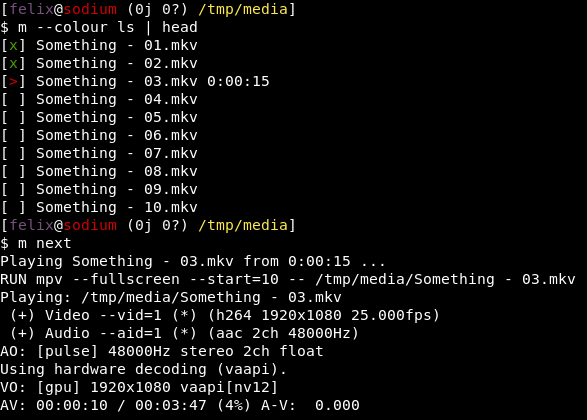 [felix@sodium (0j 0?) /tmp/media]
$ m --colour ls | head
[x] Something - 01.mkv
[x] Something - 02.mkv
[>] Something - 03.mkv 0:00:15
[ ] Something - 04.mkv
[ ] Something - 05.mkv
[ ] Something - 06.mkv
[ ] Something - 07.mkv
[ ] Something - 08.mkv
[ ] Something - 09.mkv
[ ] Something - 10.mkv
[felix@sodium (0j 0?) /tmp/media]
$ m next
Playing Something - 03.mkv from 0:00:15 ...
RUN mpv --fullscreen --start=10 -- /tmp/media/Something - 03.mkv
Playing: /tmp/media/Something - 03.mkv
 (+) Video --vid=1 (*) (h264 1920x1080 25.000fps)
 (+) Audio --aid=1 (*) (aac 2ch 48000Hz)
AO: [pulse] 48000Hz stereo 2ch float
Using hardware decoding (vaapi).
VO: [gpu] 1920x1080 vaapi[nv12]
AV: 00:00:10 / 00:03:47 (4%) A-V:  0.000